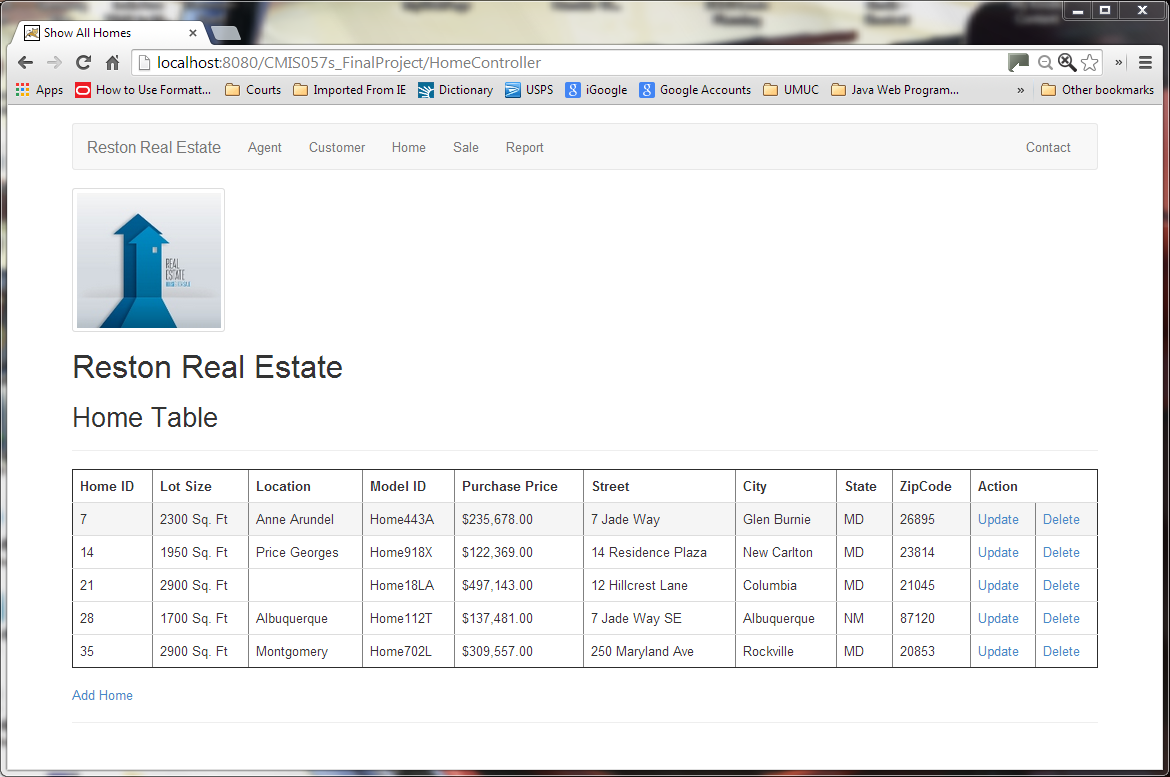 Show All Homes
localhost:8080/CMIS057s_FinalProject/HomeController
Apps How to Use Formatt... Courts Imported From IE Dictionary USPS iGoogle Google Accounts UMUC Java Web Program... » Other bookmarks
Reston Real Estate Agent Customer Home Sale Report Contact
REAL
ESTATE
Reston Real Estate
Home Table
Home ID Lot Size Location Model ID Purchase Price Street City State ZipCode Action
7 2300 Sq. Ft Anne Arundel Home443A $235,678.00 7 Jade Way Glen Burnie MD 26895 Update Delete
14 1950 Sq. Ft Price Georges Home918X $122,369.00 14 Residence Plaza New Carlton MD 23814 Update Delete
21 2900 Sq. Ft Home18LA $497,143.00 12 Hillcrest Lane Columbia MD 21045 Update Delete
28 1700 Sq. Ft Albuquerque Home112T $137,481.00 7 Jade Way SE Albuquerque NM 87120 Update Delete
35 2900 Sq. Ft Montgomery Home702L $309,557.00 250 Maryland Ave Rockville MD 20853 Update Delete
Add Home